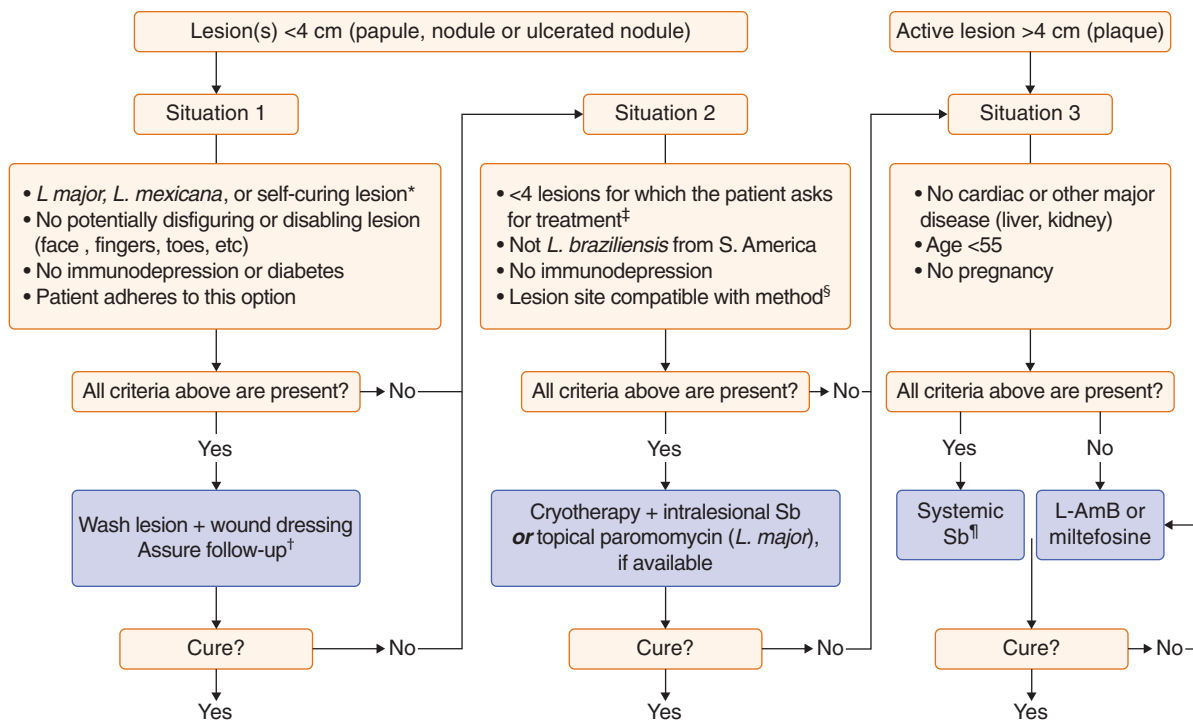 Lesion(s) <4 cm (papule, nodule or ulcerated nodule)
Active lesion >4 cm (plaque)
Situation 1
Situation 2
Situation 3
• L major, L. mexicana, or self-curing lesion*
• No potentially disfiguring or disabling lesion
(face , fingers, toes, etc)
• No immunodepression or diabetes
• Patient adheres to this option
• <4 lesions for which the patient asks
for treatment‡
• Not L. braziliensis from S. America
• No immunodepression
• Lesion site compatible with method§
• No cardiac or other major
disease (liver, kidney)
• Age <55
• No pregnancy
All criteria above are present?
No
All criteria above are present?
No
All criteria above are present?
Yes
Yes
Yes
No
Wash lesion + wound dressing
Assure follow-up†
Cryotherapy + intralesional Sb
or topical paromomycin (L. major),
if available
Systemic
Sb¶
L-AmB or
miltefosine
Cure?
No
Cure?
No
Cure?
No
Yes
Yes
Yes